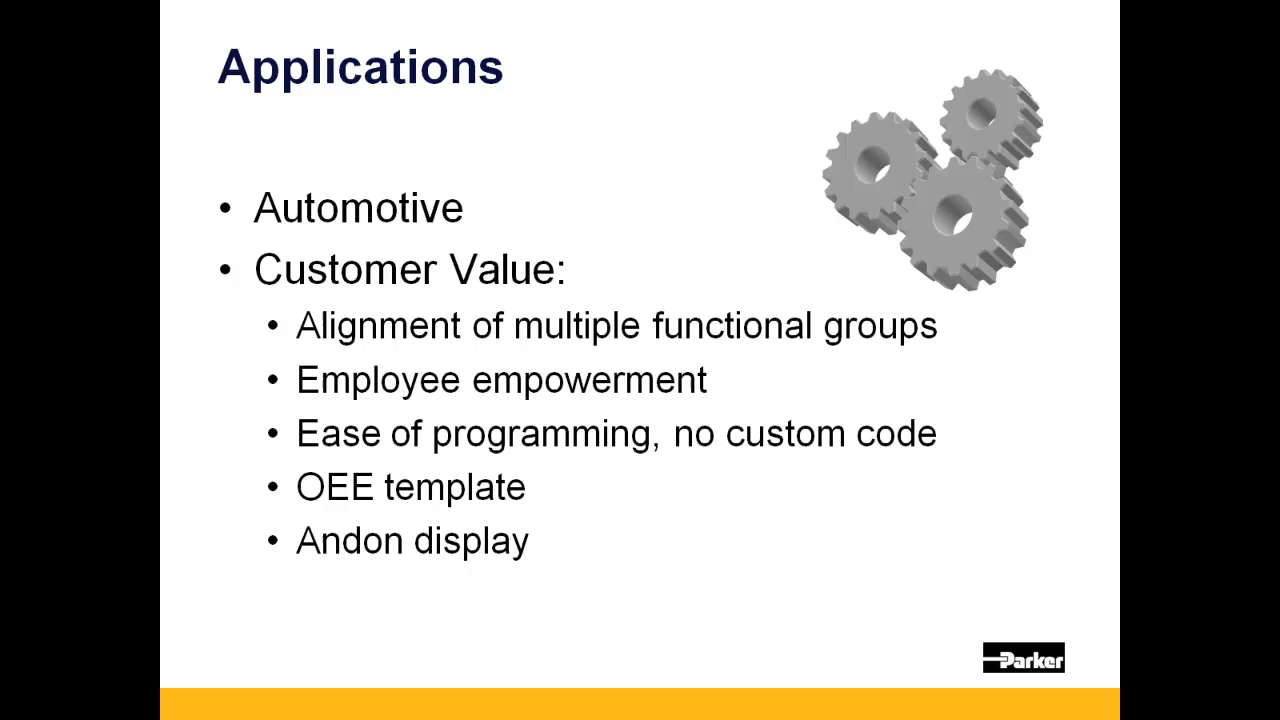 Applications
• Automotive
• Customer Value:
• Alignment of multiple functional groups
• Employee empowerment
• Ease of programming, no custom code
• OEE template
• Andon display
Parker